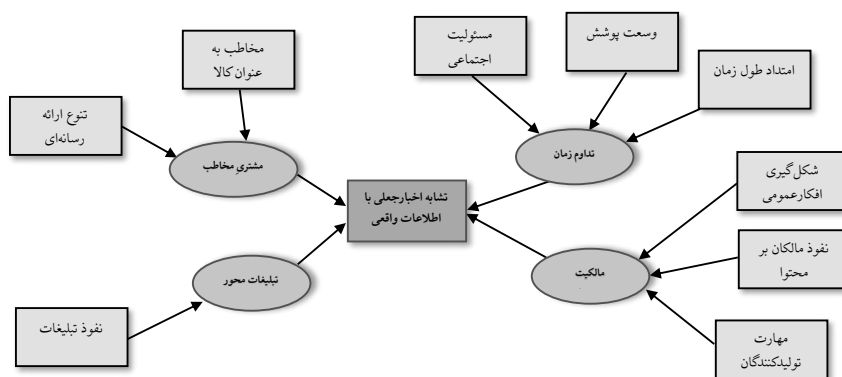 مسئولیت
اجتماعی
وسعت پوشش
امتداد طول زمان
مخاطب به
عنوان کالا
تنوع ارائه
رسانه‌ای
تداوم زمان
مشتریِ مخاطب
تشابه اخبارجعلی با
اطلاعات واقعی
شکل‌گیری
افکارعمومی
نفوذ مالکان بر
محتوا
مالکیت
تبلیغات محور
نفوذ تبلیغات
مهارت
تولیدکنندگان